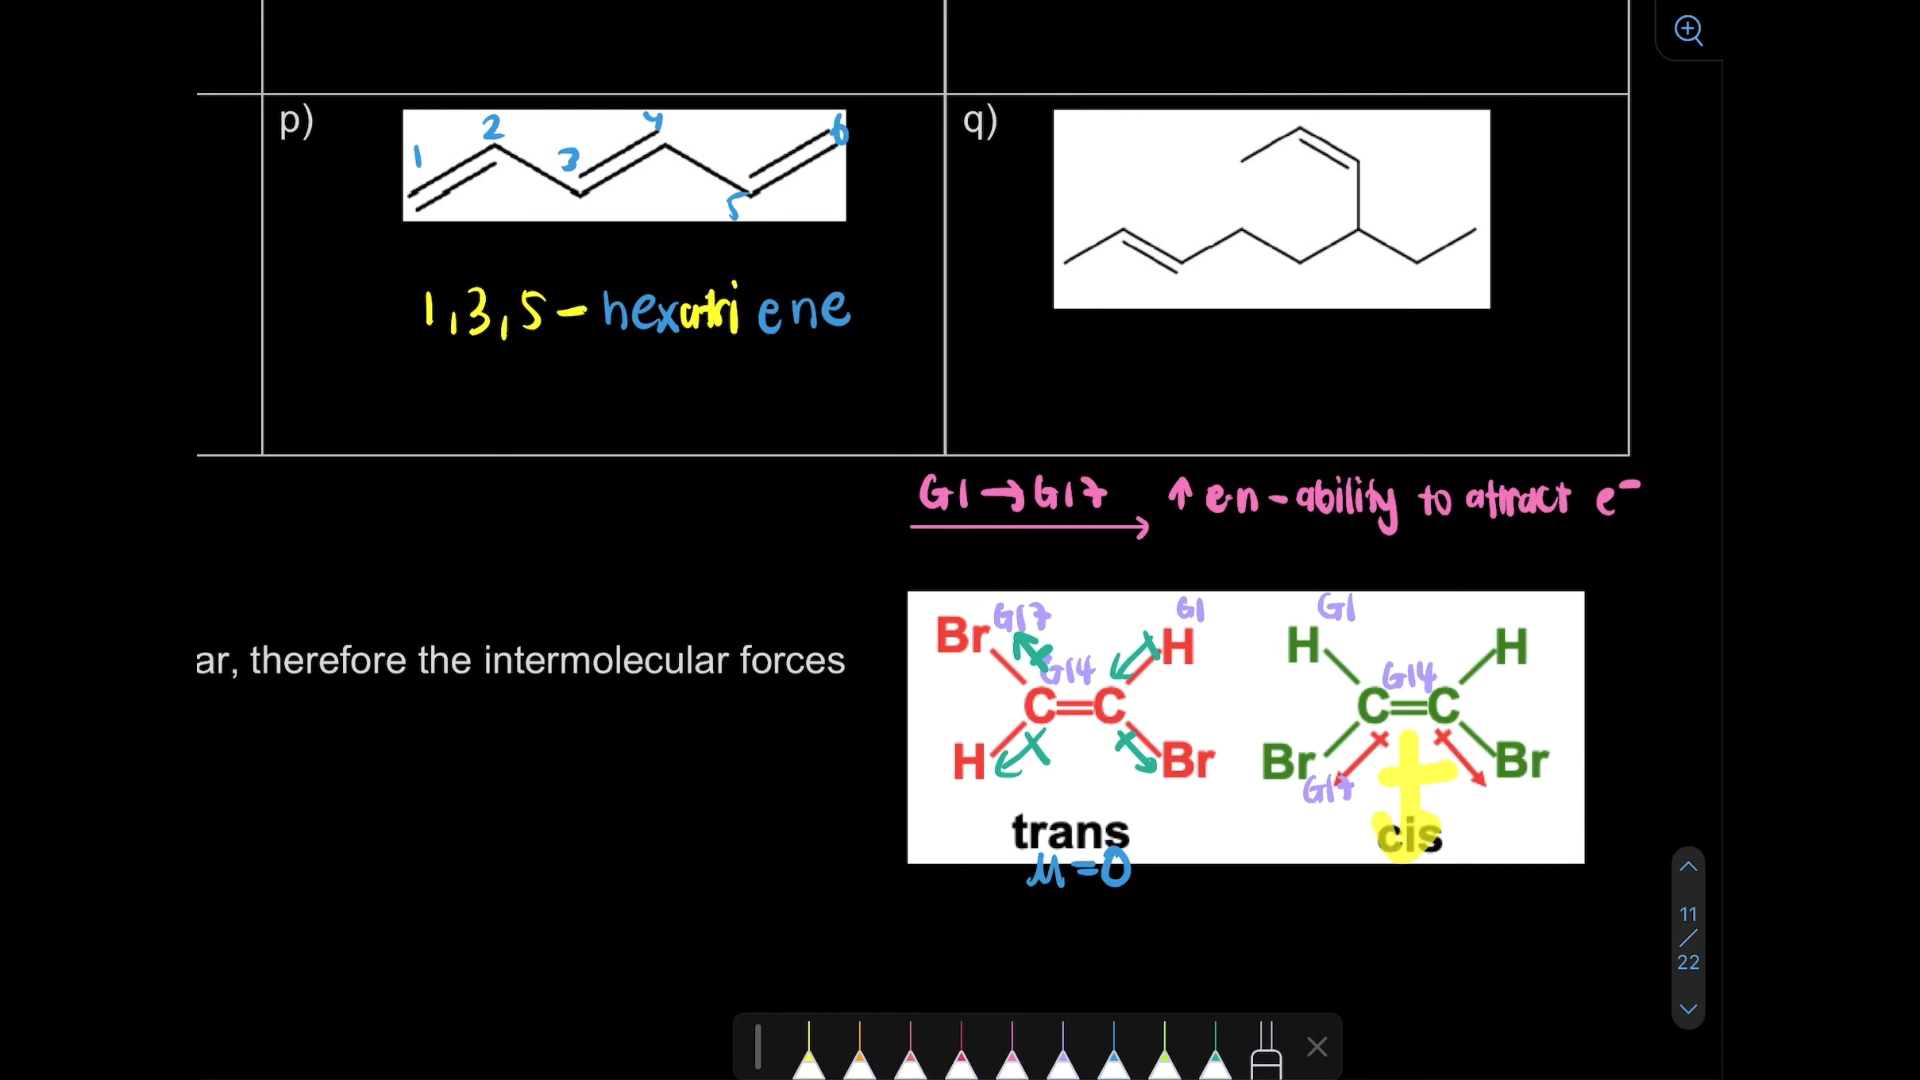 p)
1 2 3 4 5 6
1,3,5 - hexatriene
q)
G1 → G17 ↑ e.n - ability to attract e⁻
ar, therefore the intermolecular forces
Br G17 G1 H
G14
C=C
H Br
trans
μ=0
G1
H H
G14
C=C
Br Br
G17
cis
11
/
22